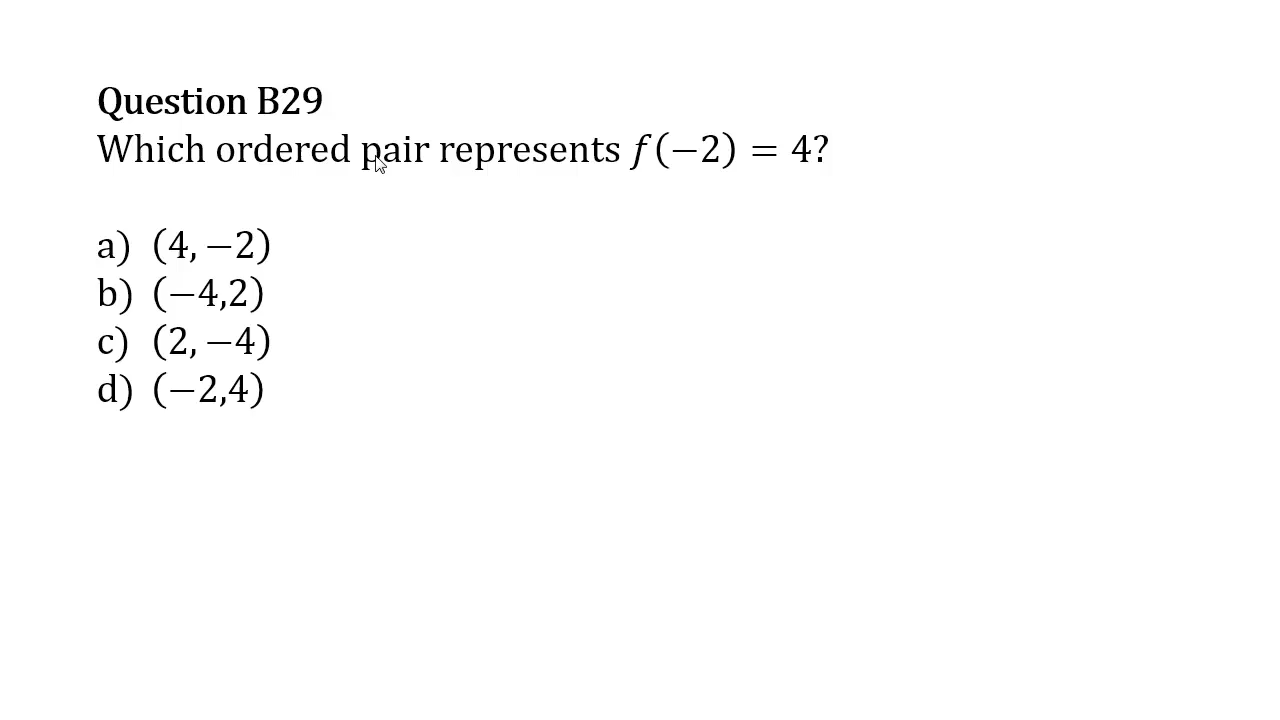 Question B29
Which ordered pair represents f(−2) = 4?
a) (4, −2)
b) (−4,2)
c) (2, −4)
d) (−2,4)